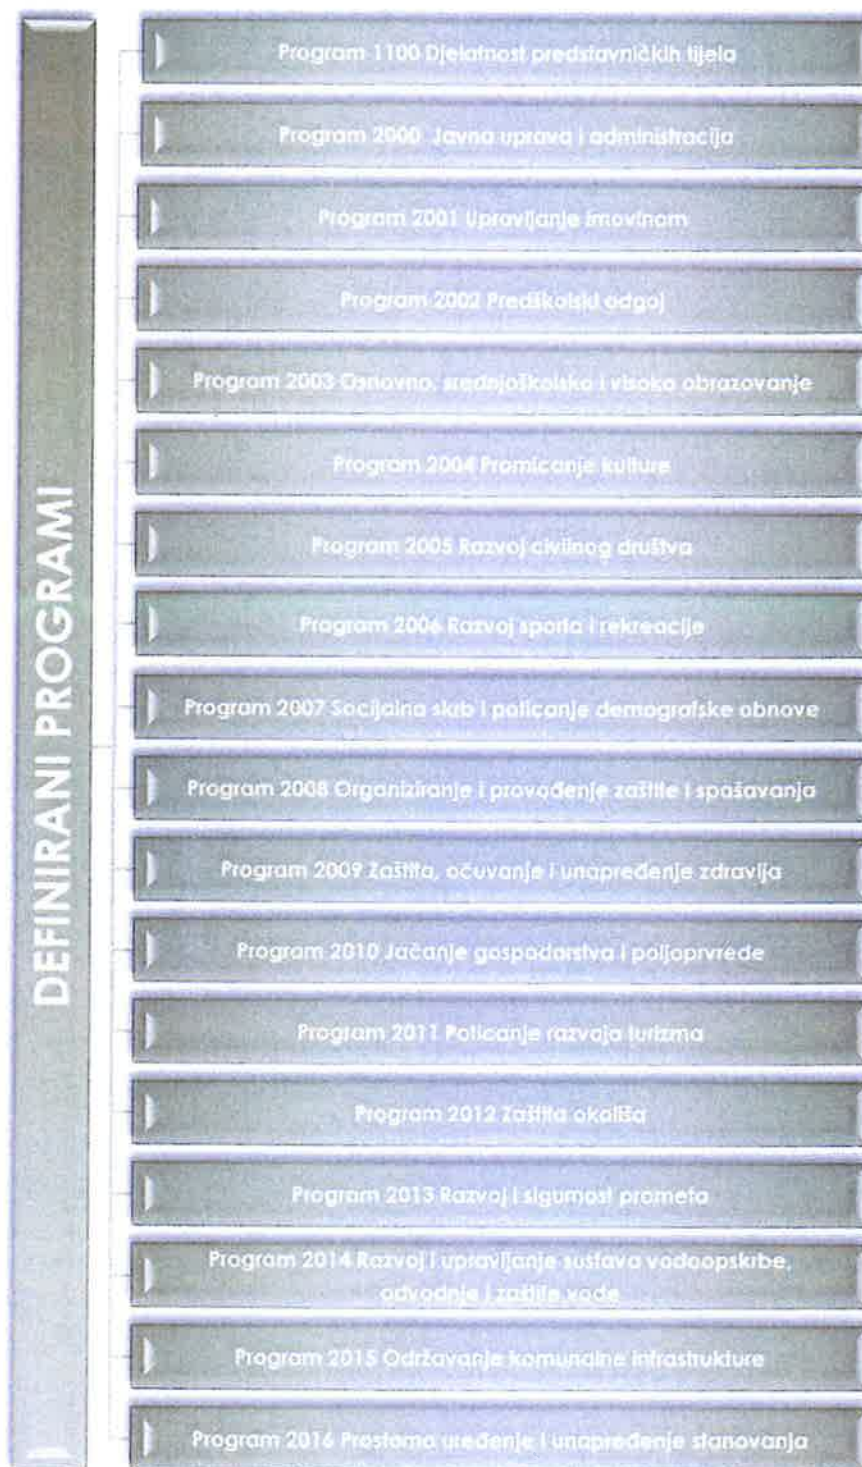 DEFINIRANI PROGRAMI
Program 1100 Djelatnost predstavničkih tijela
Program 2000 Javna uprava i administracija
Program 2001 Upravljanje imovinom
Program 2002 Predškolski odgoj
Program 2003 Osnovno, srednjoškolsko i visoko obrazovanje
Program 2004 Promicanje kulture
Program 2005 Razvoj civilnog društva
Program 2006 Razvoj sporta i rekreacije
Program 2007 Socijalna skrb i poticanje demografske obnove
Program 2008 Organiziranje i provođenje zaštite i spašavanja
Program 2009 Zaštita, očuvanje i unapređenje zdravlja
Program 2010 Jačanje gospodarstva i poljoprvrede
Program 2011 Poticanje razvoja turizma
Program 2012 Zaštita okoliša
Program 2013 Razvoj i sigurnost prometa
Program 2014 Razvoj i upravljanje sustava vodoopskrbe,
odvodnje i zaštite vode
Program 2015 Održavanje komunalne infrastrukture
Program 2016 Prostorno uređenje i unapređenje stanovanja